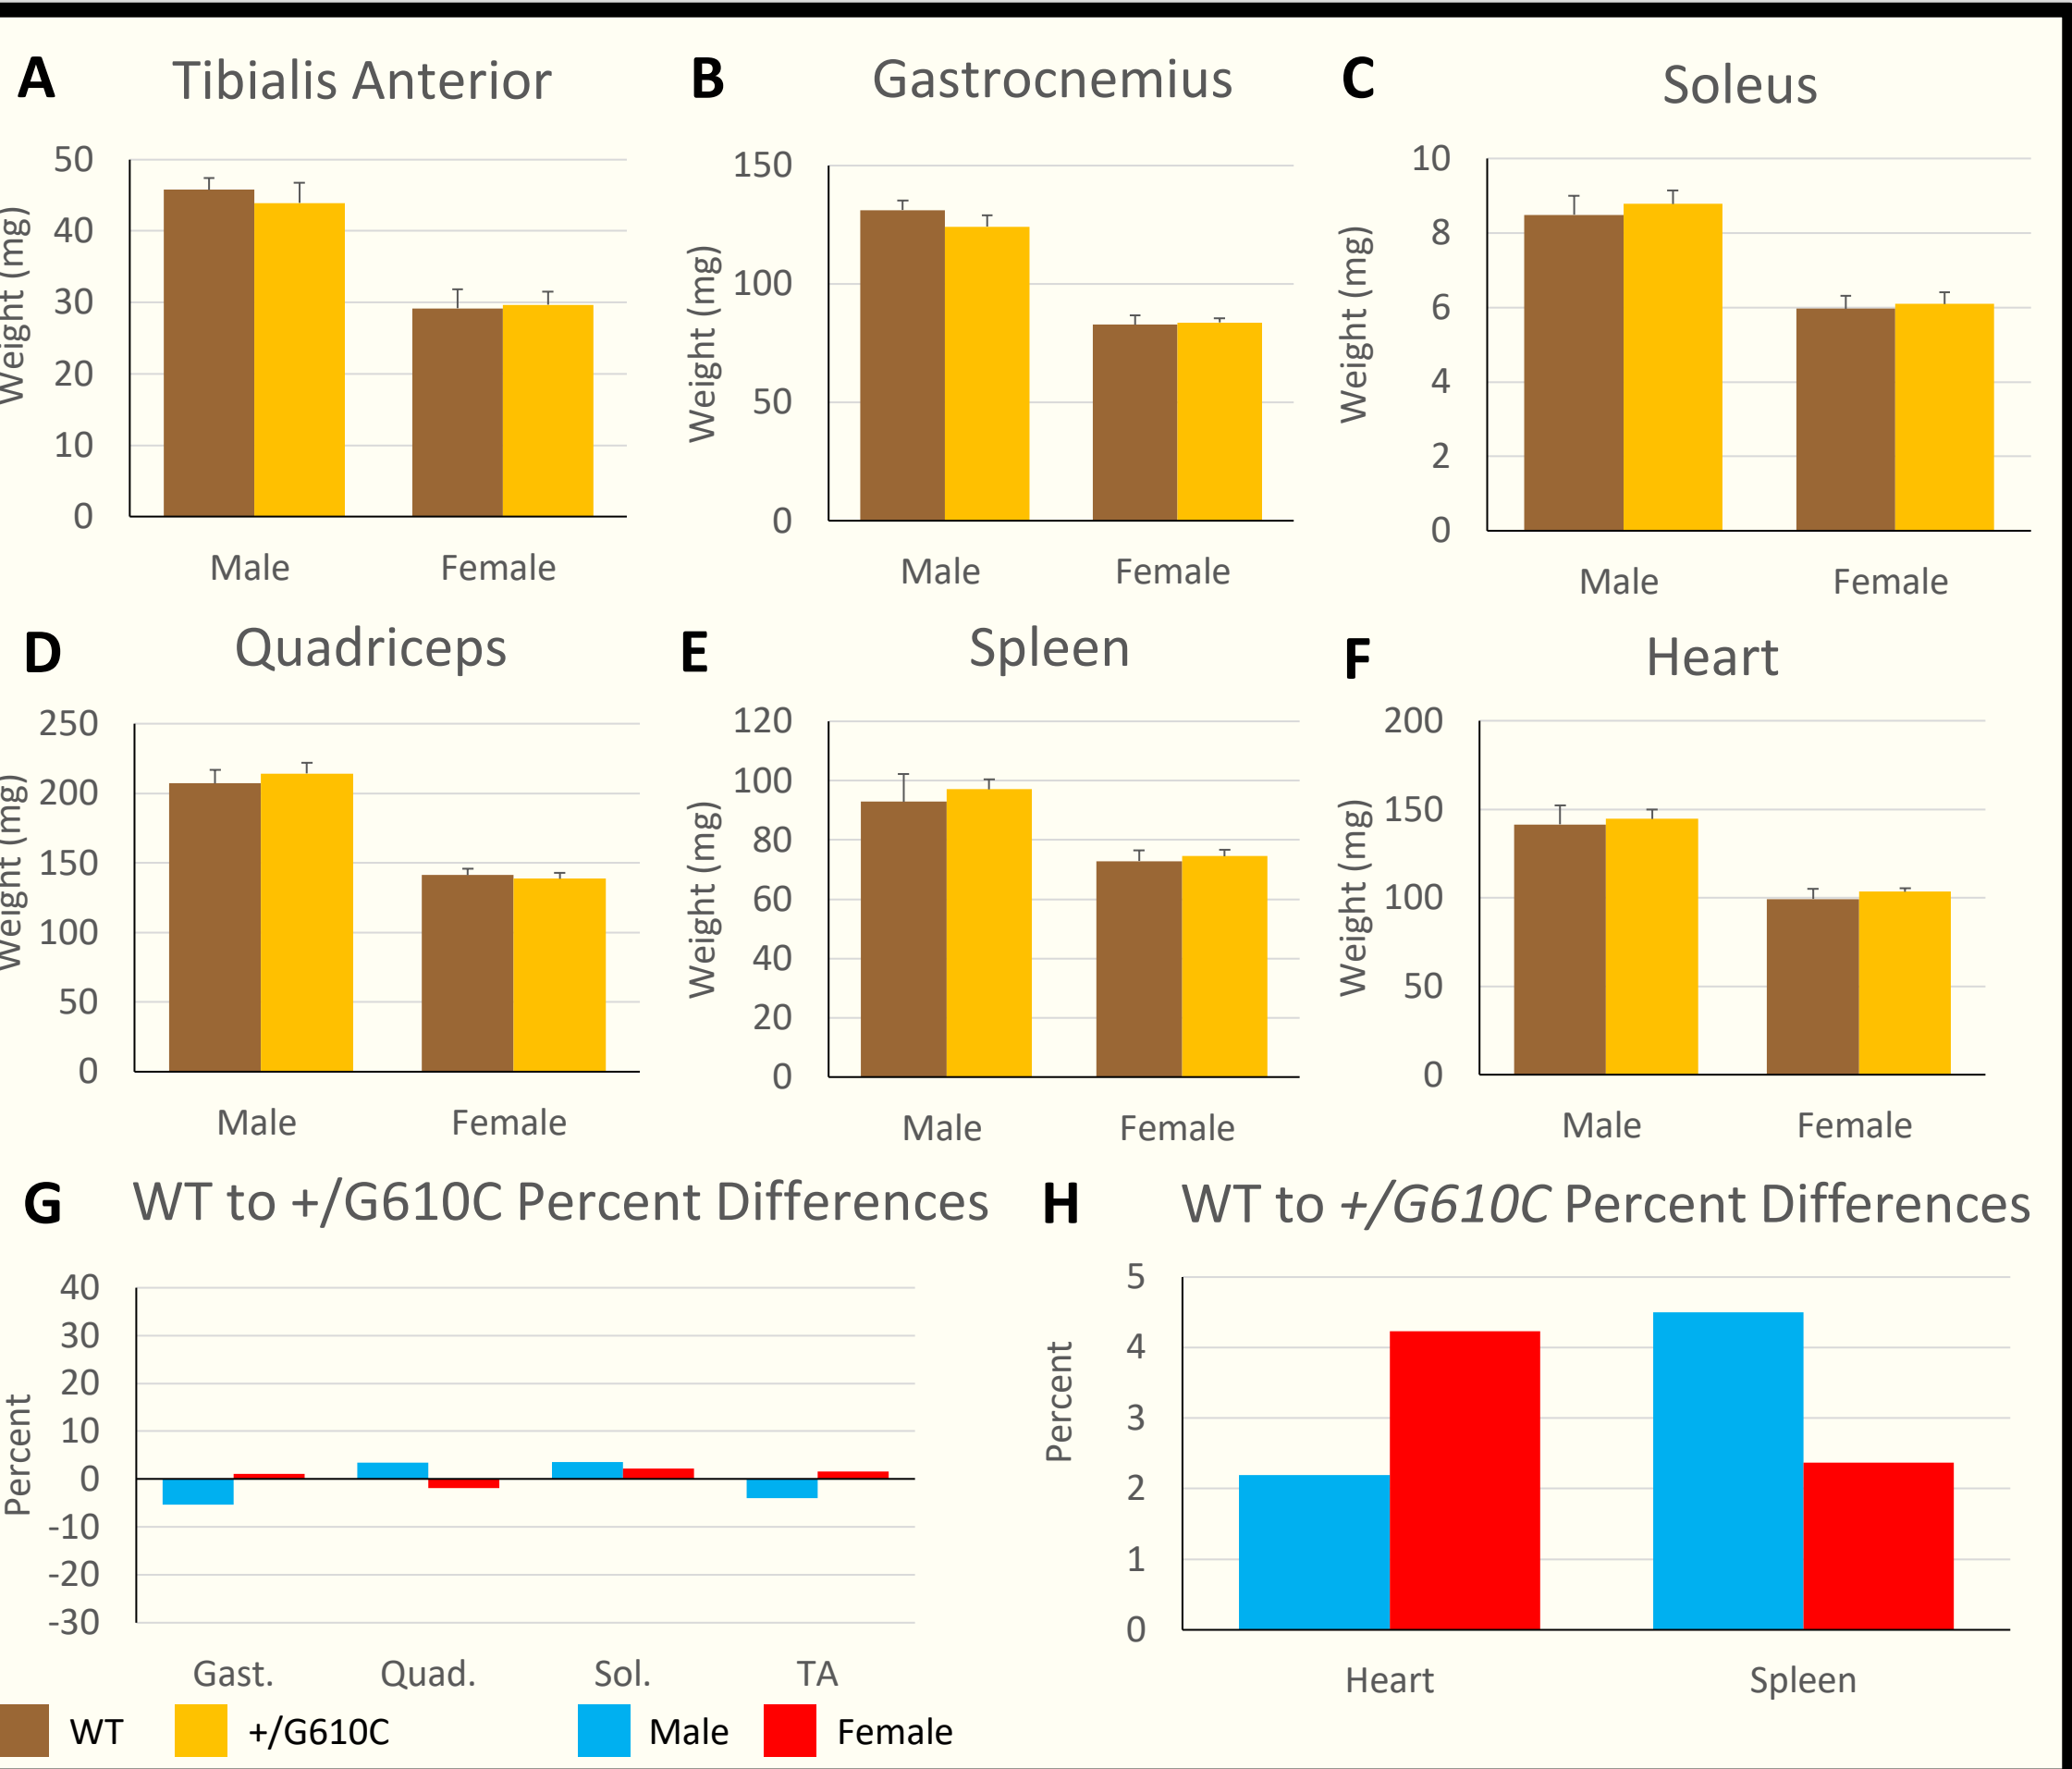 A Tibialis Anterior
50
40
30
20
10
0
Weight (mg)
Male Female
B Gastrocnemius
150
100
50
0
Weight (mg)
Male Female
C Soleus
10
8
6
4
2
0
Weight (mg)
Male Female
D Quadriceps
250
200
150
100
50
0
Weight (mg)
Male Female
E Spleen
120
100
80
60
40
20
0
Weight (mg)
Male Female
F Heart
200
150
100
50
0
Weight (mg)
Male Female
G WT to +/G610C Percent Differences
40
30
20
10
0
-10
-20
-30
Percent
Gast. Quad. Sol. TA
H WT to +/G610C Percent Differences
5
4
3
2
1
0
Percent
Heart Spleen
WT +/G610C Male Female